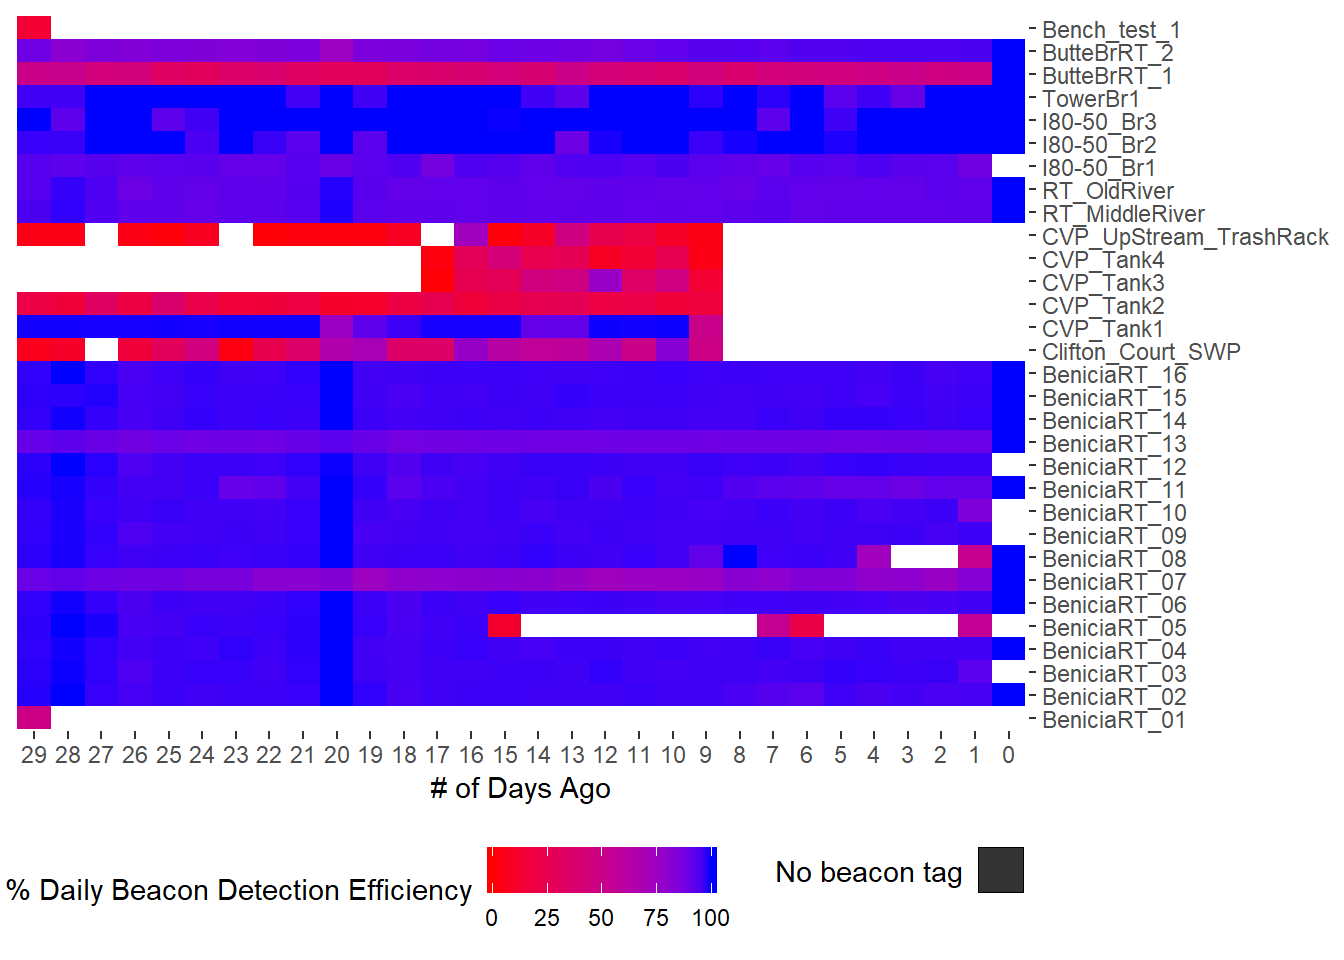 Bench_test_1
ButteBrRT_2
ButteBrRT_1
TowerBr1
I80-50_Br3
I80-50_Br2
I80-50_Br1
RT_OldRiver
RT_MiddleRiver
CVP_UpStream_TrashRack
CVP_Tank4
CVP_Tank3
CVP_Tank2
CVP_Tank1
Clifton_Court_SWP
BeniciaRT_16
BeniciaRT_15
BeniciaRT_14
BeniciaRT_13
BeniciaRT_12
BeniciaRT_11
BeniciaRT_10
BeniciaRT_09
BeniciaRT_08
BeniciaRT_07
BeniciaRT_06
BeniciaRT_05
BeniciaRT_04
BeniciaRT_03
BeniciaRT_02
BeniciaRT_01
29 28 27 26 25 24 23 22 21 20 19 18 17 16 15 14 13 12 11 10 9 8 7 6 5 4 3 2 1 0
# of Days Ago
% Daily Beacon Detection Efficiency
0 25 50 75 100
No beacon tag